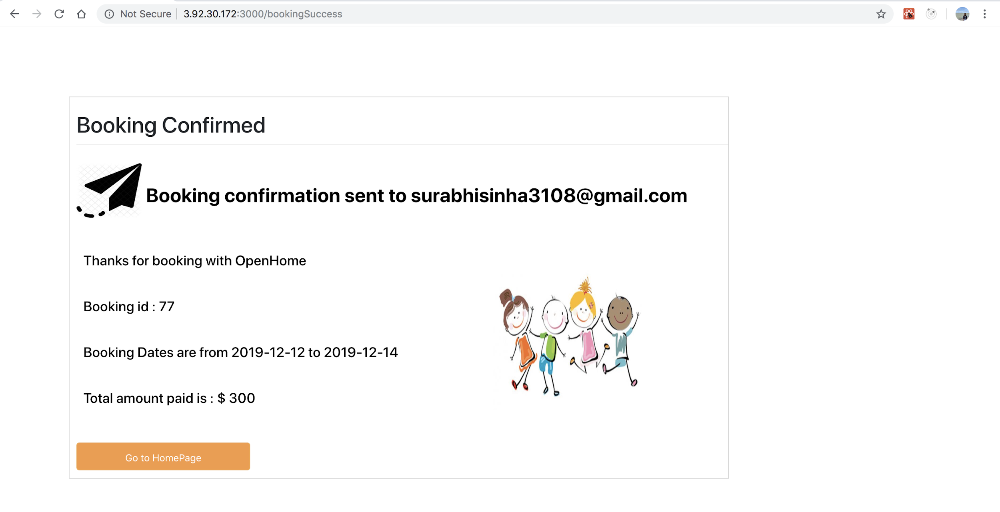 Not Secure 3.92.30.172:3000/bookingSuccess
Booking Confirmed
Booking confirmation sent to surabhisinha3108@gmail.com
Thanks for booking with OpenHome
Booking id : 77
Booking Dates are from 2019-12-12 to 2019-12-14
Total amount paid is : $ 300
Go to HomePage